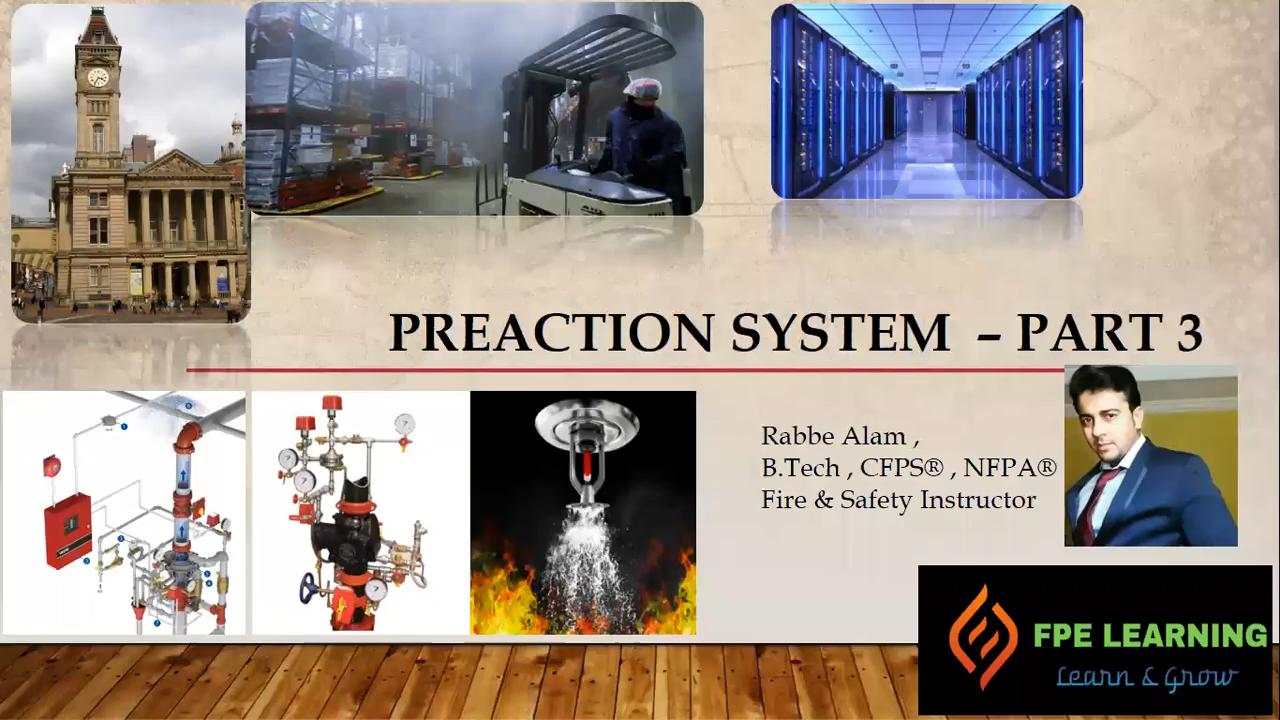 PREACTION SYSTEM – PART 3
Rabbe Alam ,
B.Tech , CFPS® , NFPA®
Fire & Safety Instructor
FPE LEARNING
Learn & Grow